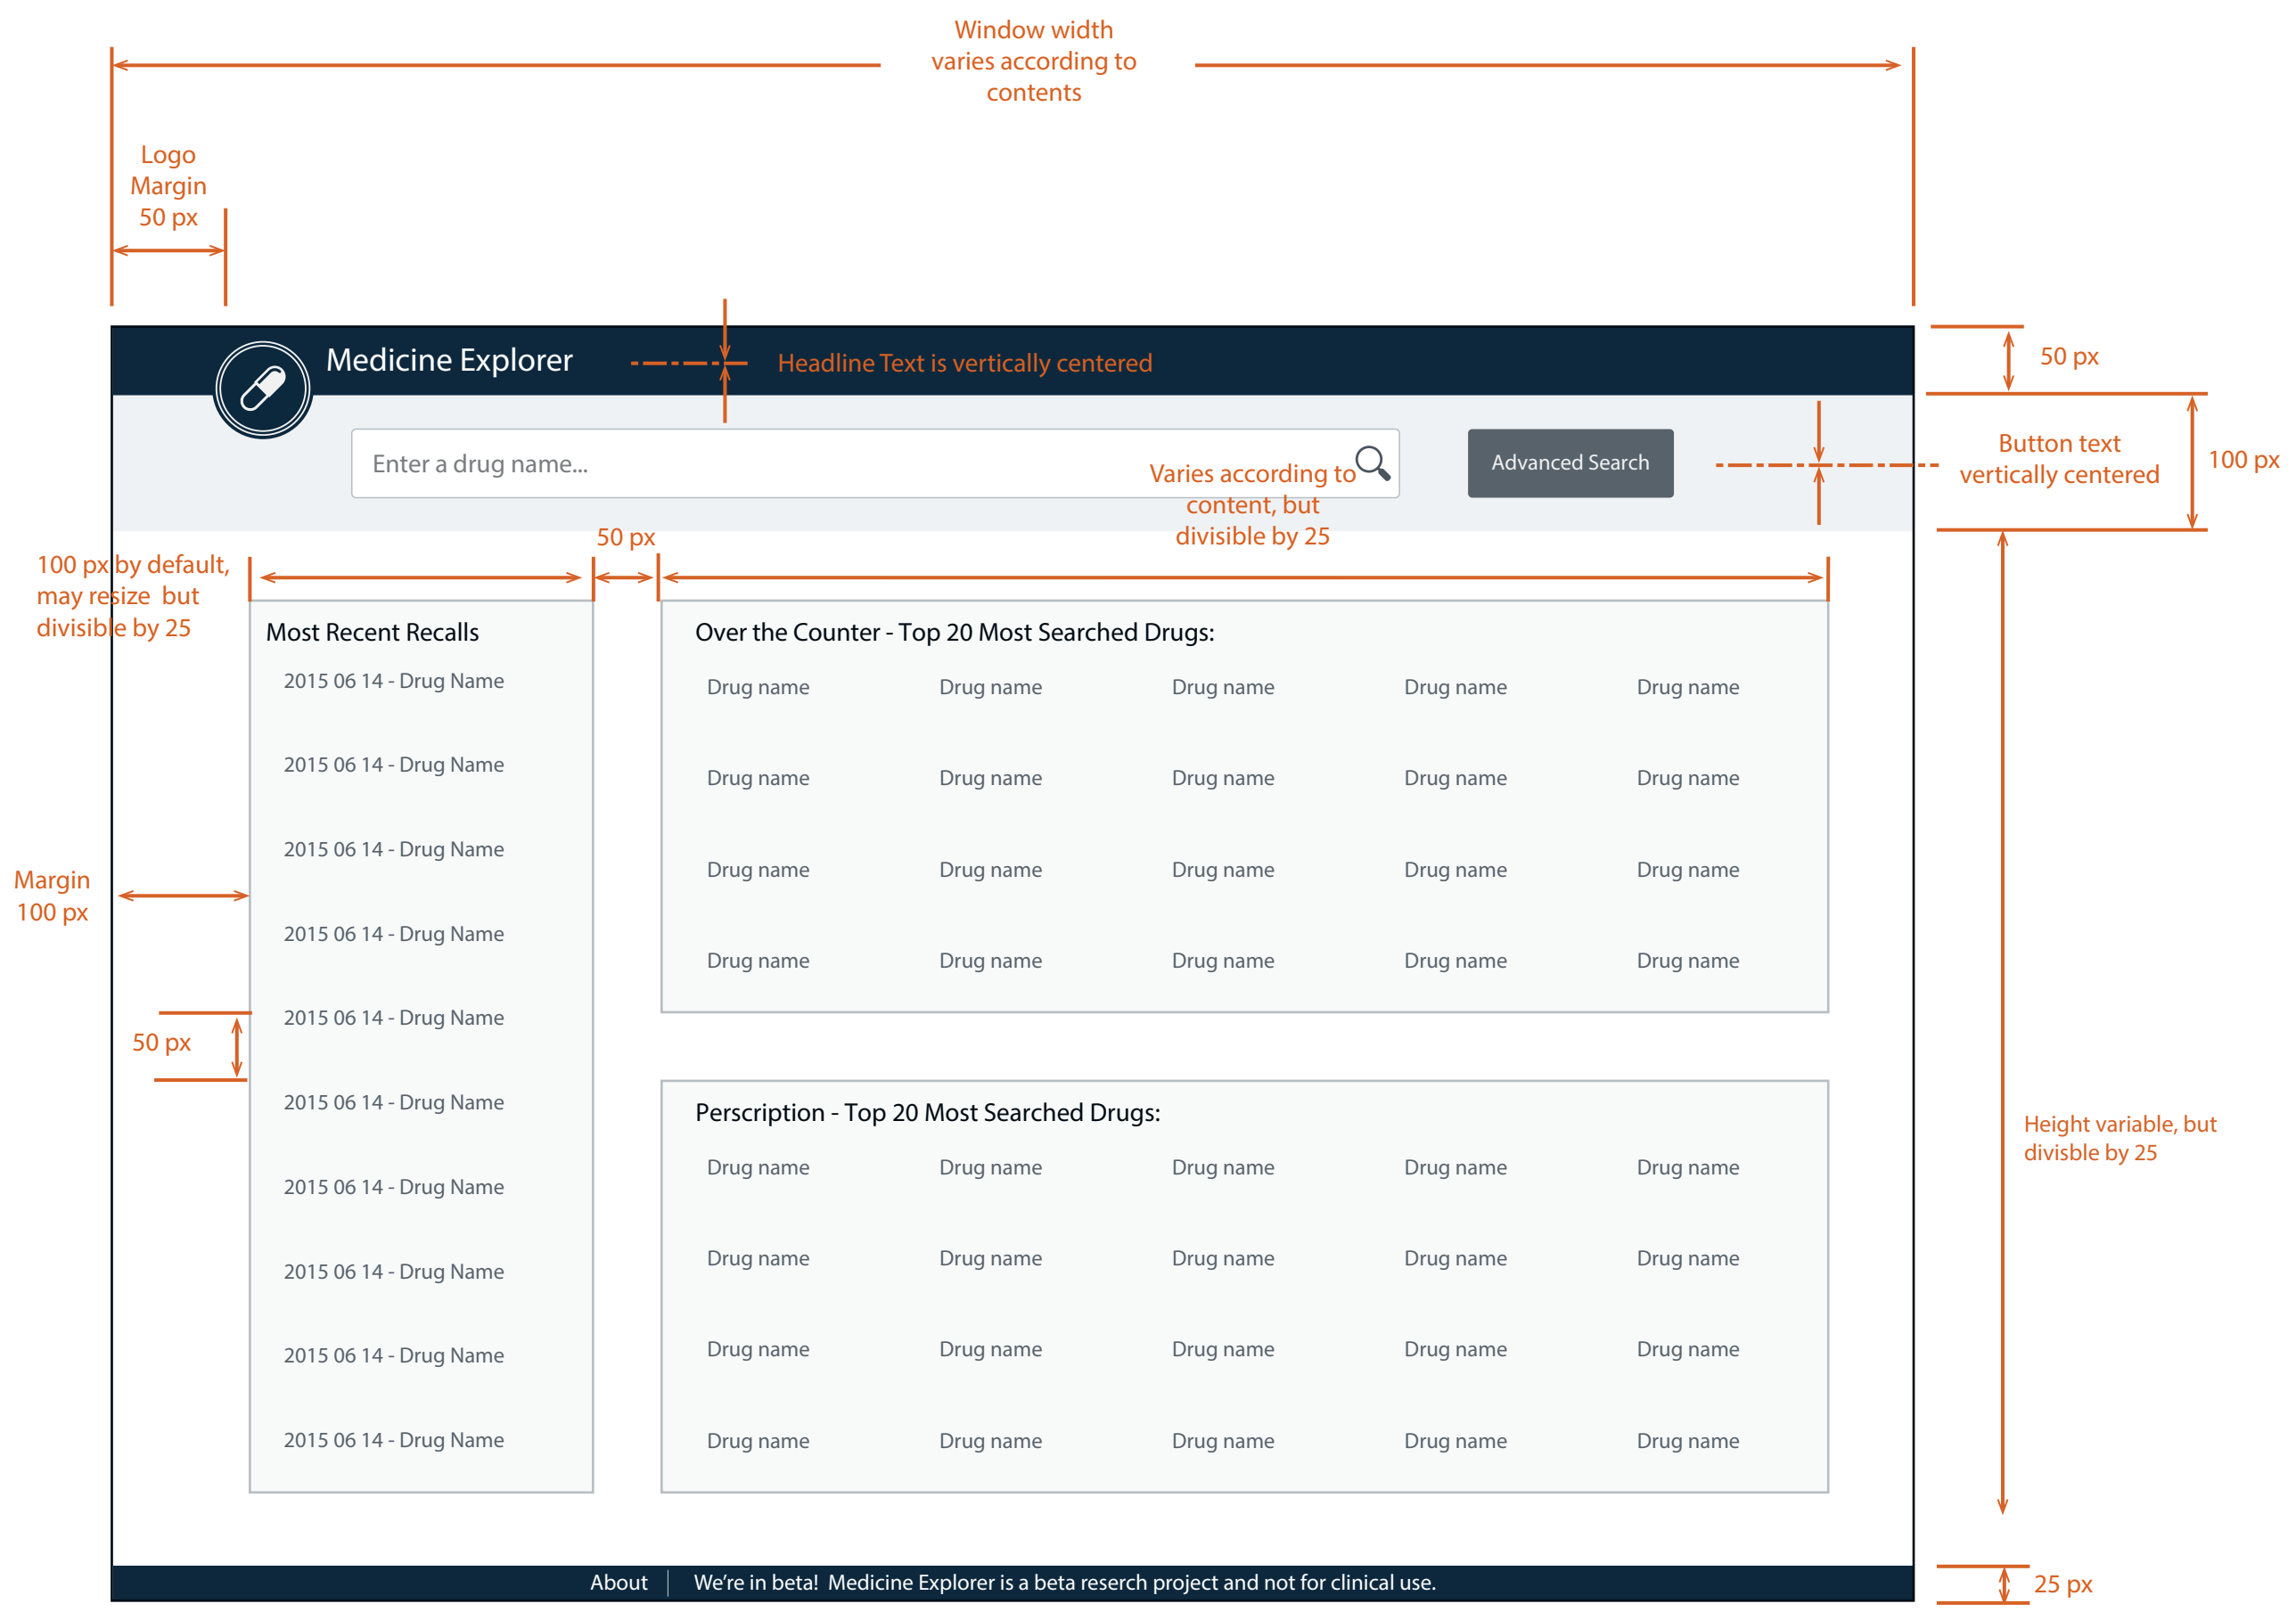 Window width
varies according to
contents
Logo
Margin
50 px
Medicine Explorer
Headline Text is vertically centered
50 px
Enter a drug name...
Advanced Search
Button text
vertically centered
100 px
Varies according to
content, but
divisible by 25
50 px
100 px by default,
may resize  but
divisible by 25
Most Recent Recalls
2015 06 14 - Drug Name
2015 06 14 - Drug Name
2015 06 14 - Drug Name
2015 06 14 - Drug Name
2015 06 14 - Drug Name
2015 06 14 - Drug Name
2015 06 14 - Drug Name
2015 06 14 - Drug Name
2015 06 14 - Drug Name
2015 06 14 - Drug Name
Margin
100 px
50 px
Over the Counter - Top 20 Most Searched Drugs:
Drug name Drug name Drug name Drug name Drug name
Drug name Drug name Drug name Drug name Drug name
Drug name Drug name Drug name Drug name Drug name
Drug name Drug name Drug name Drug name Drug name
Perscription - Top 20 Most Searched Drugs:
Drug name Drug name Drug name Drug name Drug name
Drug name Drug name Drug name Drug name Drug name
Drug name Drug name Drug name Drug name Drug name
Drug name Drug name Drug name Drug name Drug name
Height variable, but
divisble by 25
About | We’re in beta!  Medicine Explorer is a beta reserch project and not for clinical use.
25 px